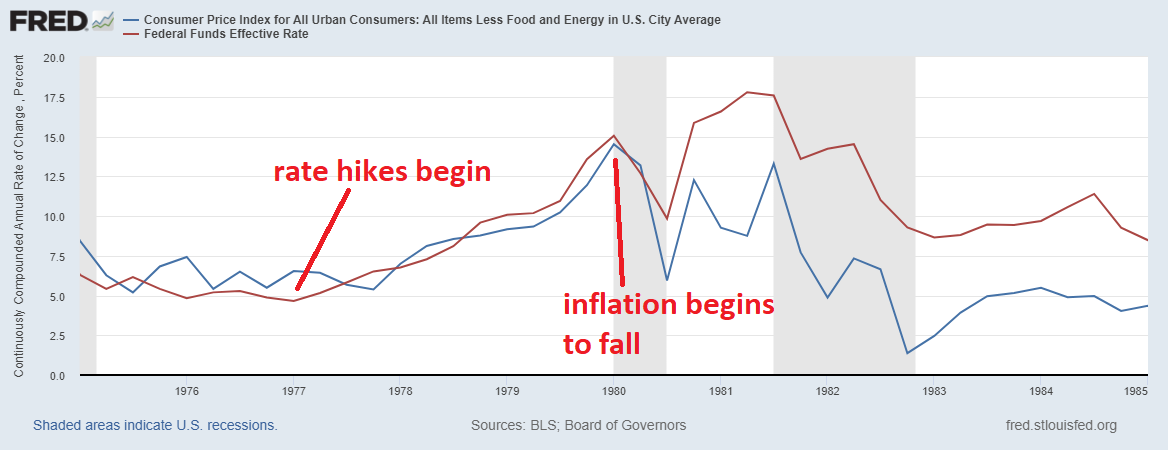 FRED
Consumer Price Index for All Urban Consumers: All Items Less Food and Energy in U.S. City Average
Federal Funds Effective Rate
Continuously Compounded Annual Rate of Change , Percent
20.0
17.5
15.0
12.5
10.0
7.5
5.0
2.5
0.0
rate hikes begin
inflation begins
to fall
1976 1977 1978 1979 1980 1981 1982 1983 1984 1985
Shaded areas indicate U.S. recessions.
Sources: BLS; Board of Governors
fred.stlouisfed.org